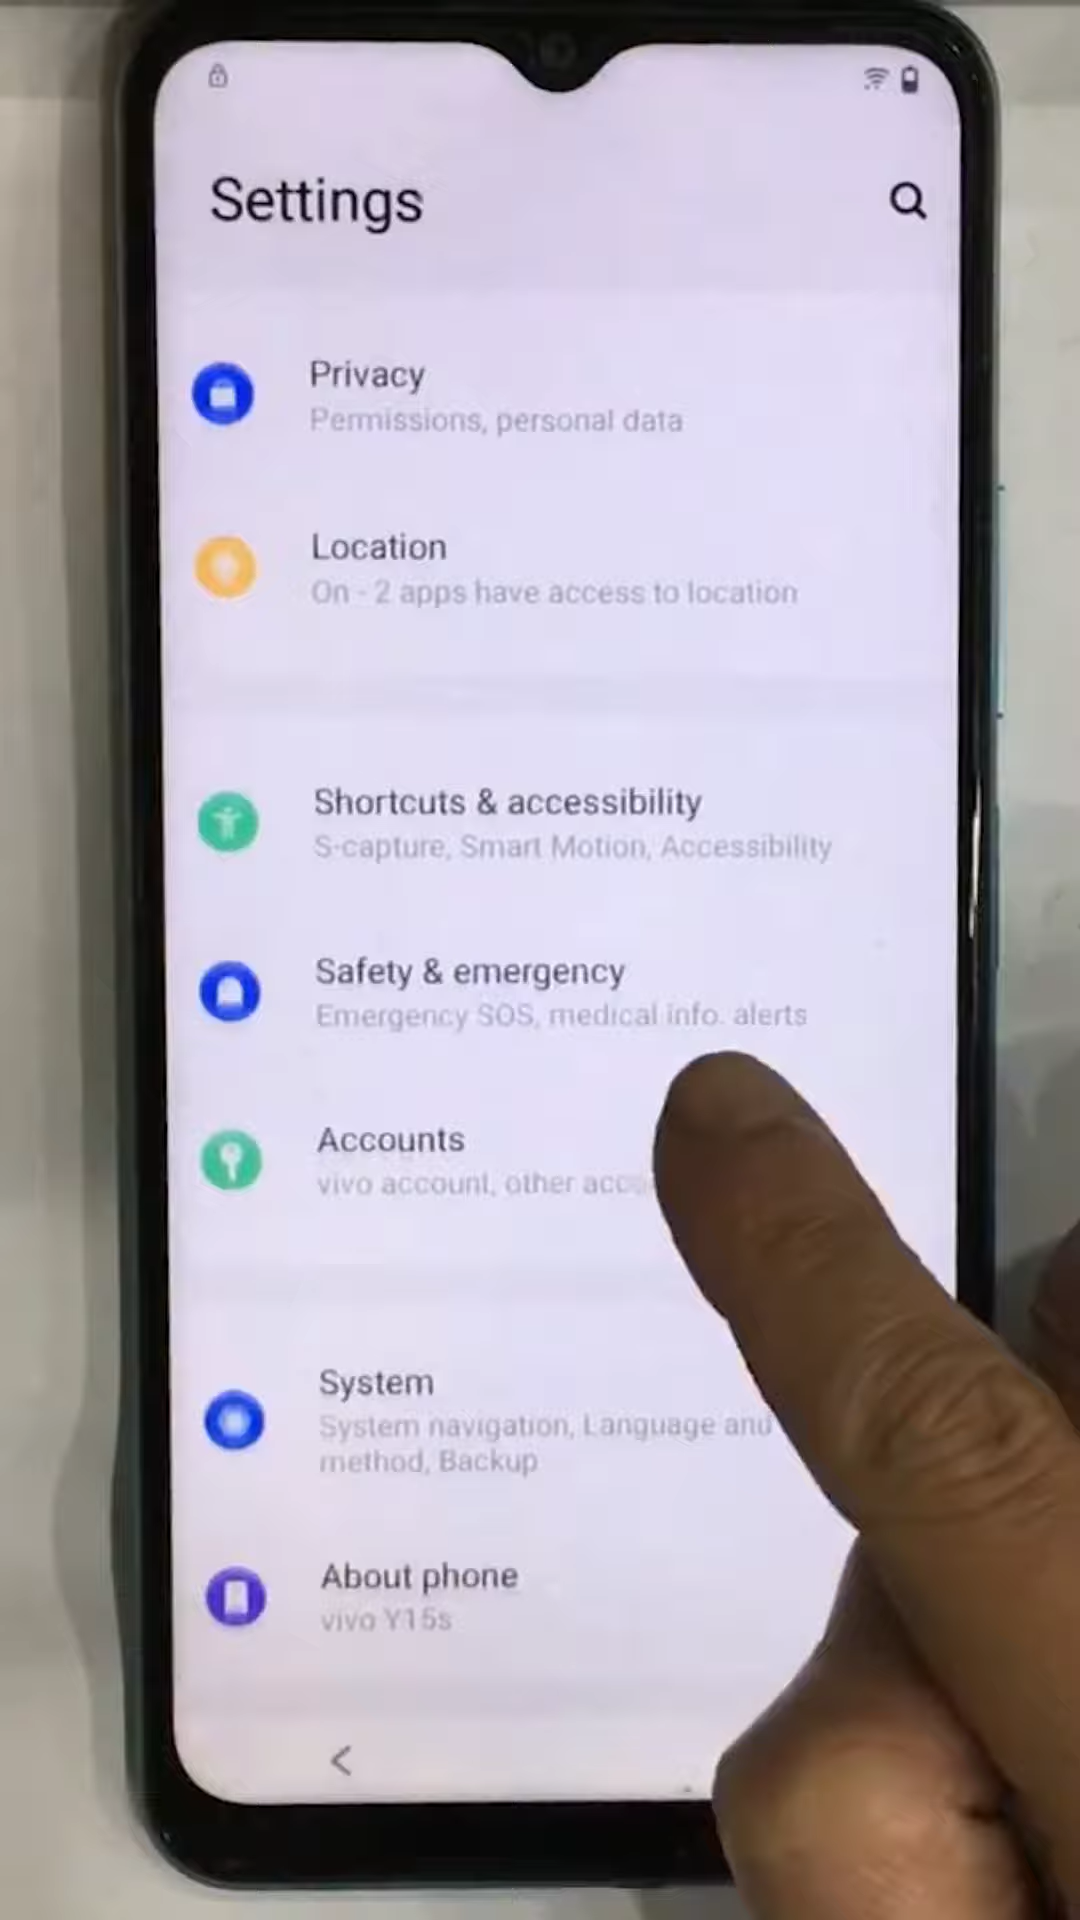 Settings
Privacy
Permissions, personal data
Location
On - 2 apps have access to location
Shortcuts & accessibility
S-capture, Smart Motion, Accessibility
Safety & emergency
Emergency SOS, medical info. alerts
Accounts
vivo account, other
System
System navigation, Language and
method, Backup
About phone
vivo Y15s